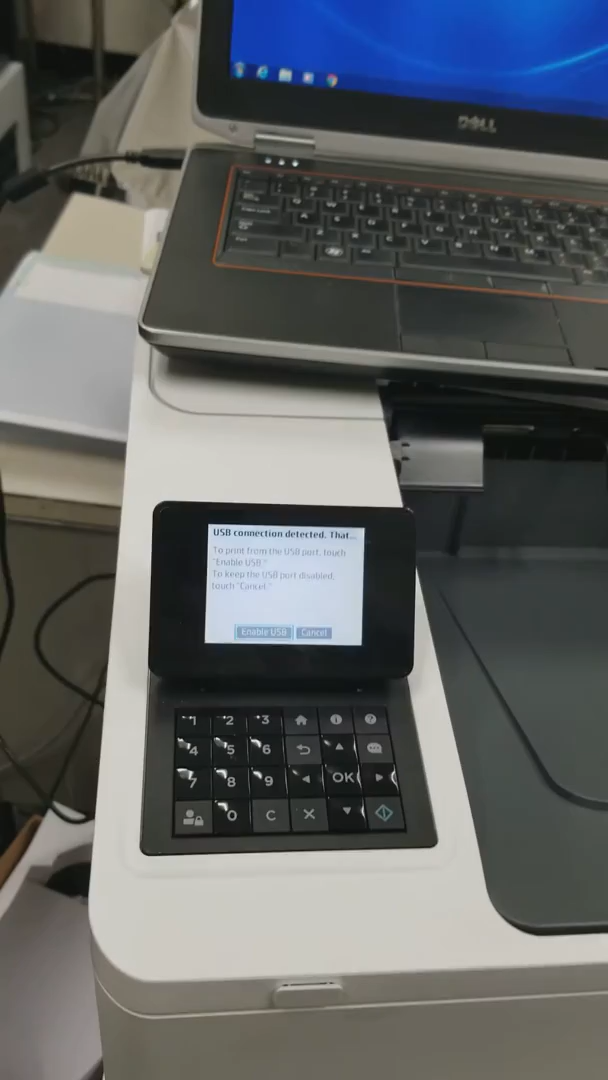 DELL
USB connection detected. That...
To print from the USB port, touch
"Enable USB."
To keep the USB port disabled,
touch "Cancel."
Enable USB Cancel
1 2 3
4 5 6
7 8 9 OK
0 C